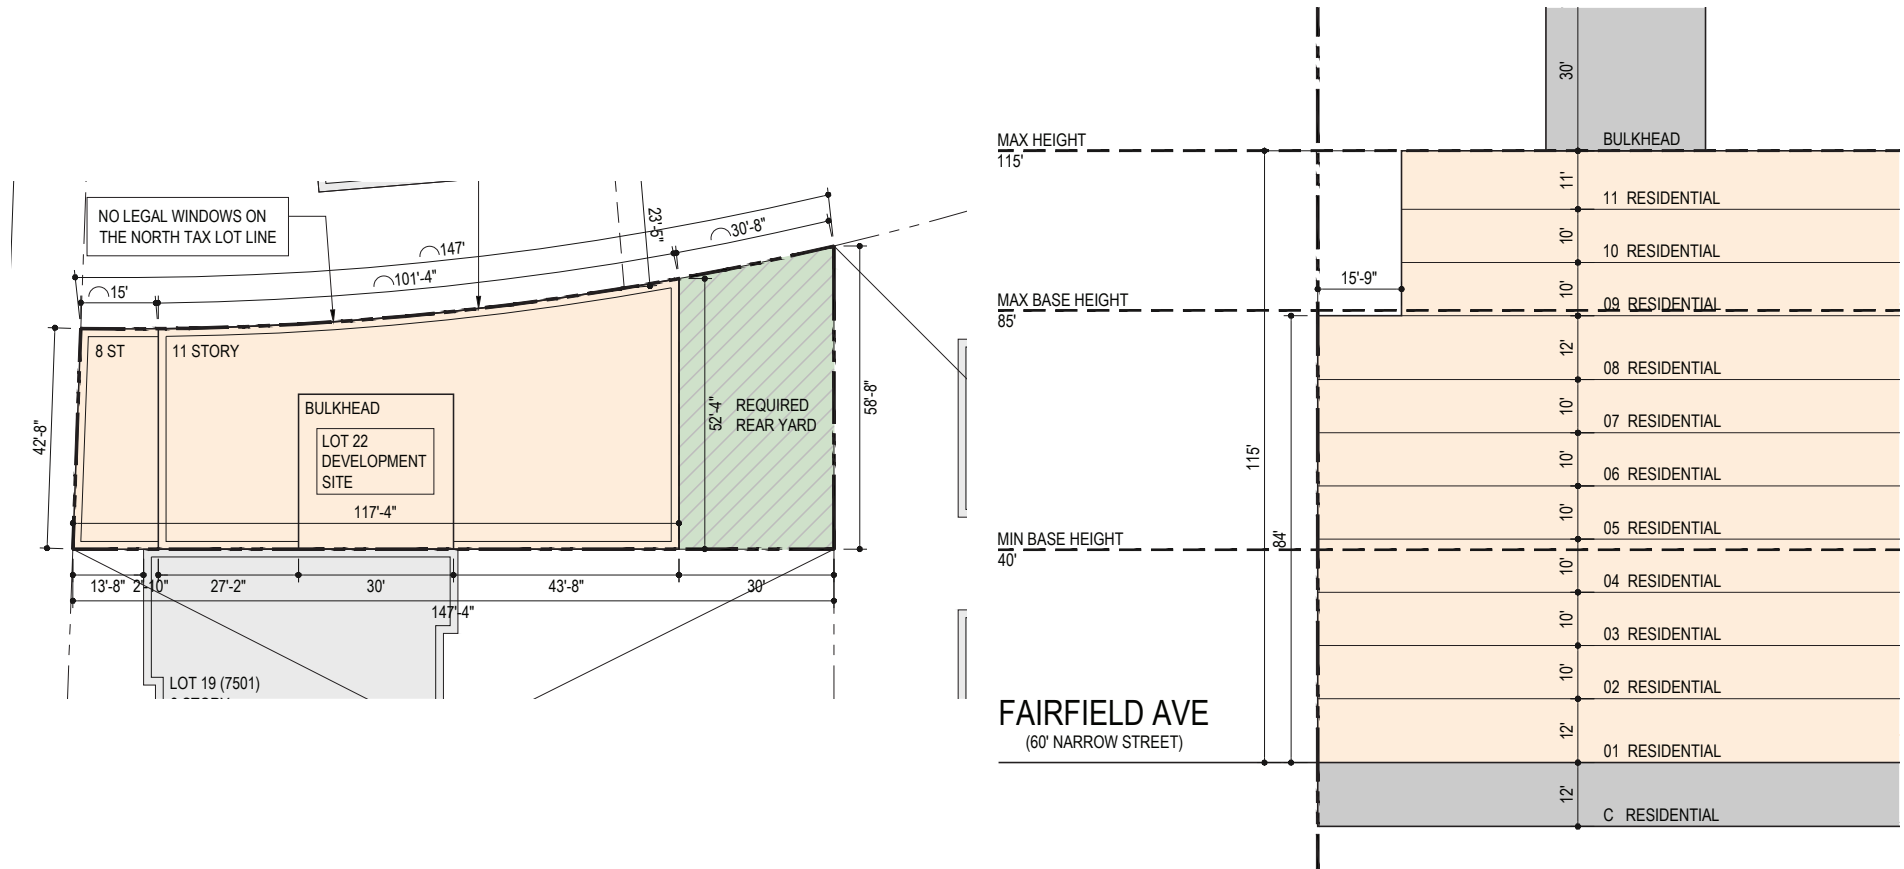 NO LEGAL WINDOWS ON
THE NORTH TAX LOT LINE
147'
101'-4"
15'
23'-5"
30'-8"
8 ST
11 STORY
42'-8"
BULKHEAD
LOT 22
DEVELOPMENT
SITE
117'-4"
52'-4"
REQUIRED
REAR YARD
58'-8"
13'-8"
2'-10"
27'-2"
30'
43'-8"
30'
147'-4"
LOT 19 (7501)
30'
MAX HEIGHT
115'
BULKHEAD
11'
11 RESIDENTIAL
10'
10 RESIDENTIAL
15'-9"
10'
MAX BASE HEIGHT
85'
09 RESIDENTIAL
12'
08 RESIDENTIAL
10'
07 RESIDENTIAL
115'
10'
06 RESIDENTIAL
10'
05 RESIDENTIAL
84'
MIN BASE HEIGHT
40'
10'
04 RESIDENTIAL
10'
03 RESIDENTIAL
10'
02 RESIDENTIAL
FAIRFIELD AVE
(60' NARROW STREET)
12'
01 RESIDENTIAL
12'
C RESIDENTIAL